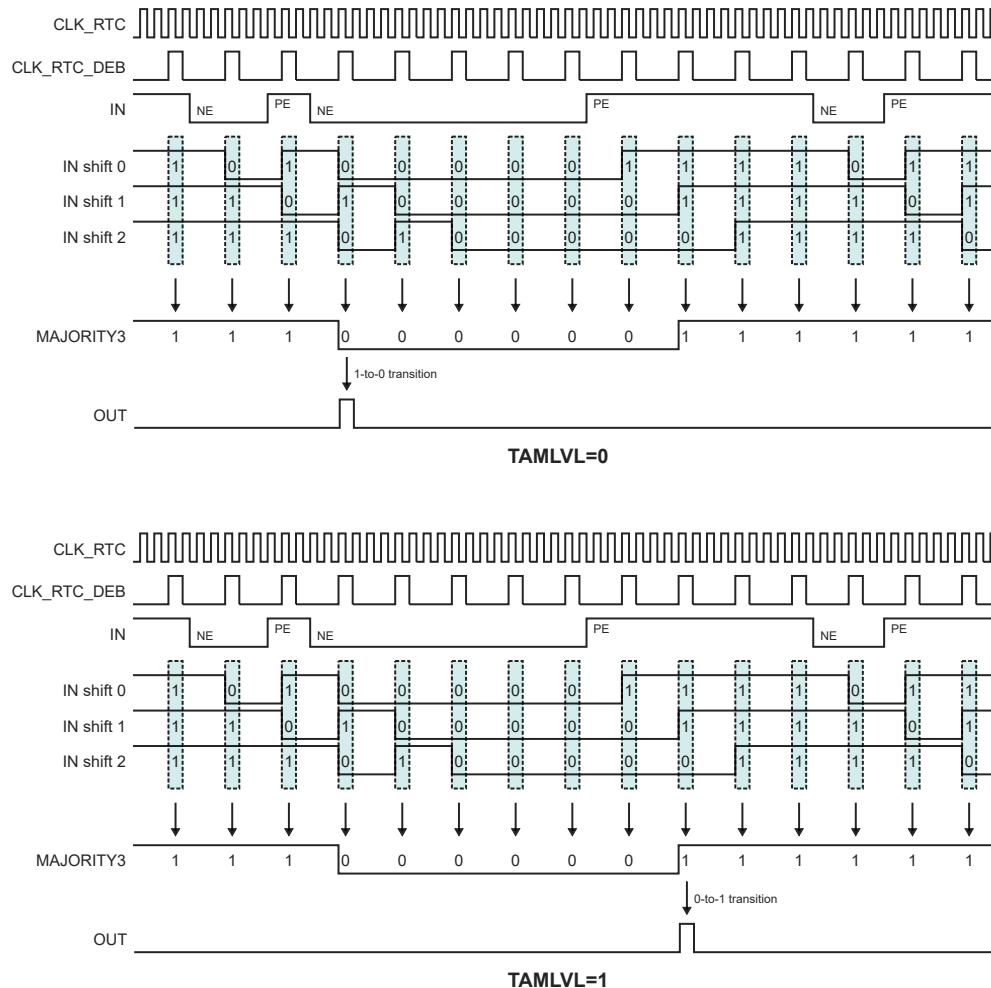 CLK_RTC
CLK_RTC_DEB
IN NE PE NE PE NE PE
IN shift 0 1 0 1 0 0 0 0 0 1 1 1 1 0 1 1
IN shift 1 1 1 0 1 0 0 0 0 0 1 1 1 1 0 1
IN shift 2 1 1 1 0 1 0 0 0 0 0 1 1 1 1 0
MAJORITY3 1 1 1 0 0 0 0 0 0 1 1 1 1 1 1
1-to-0 transition
OUT
TAMLVL=0
CLK_RTC
CLK_RTC_DEB
IN NE PE NE PE NE PE
IN shift 0 1 0 1 0 0 0 0 0 1 1 1 1 0 1 1
IN shift 1 1 1 0 1 0 0 0 0 0 1 1 1 1 0 1
IN shift 2 1 1 1 0 1 0 0 0 0 0 1 1 1 1 0
MAJORITY3 1 1 1 0 0 0 0 0 0 1 1 1 1 1 1
0-to-1 transition
OUT
TAMLVL=1